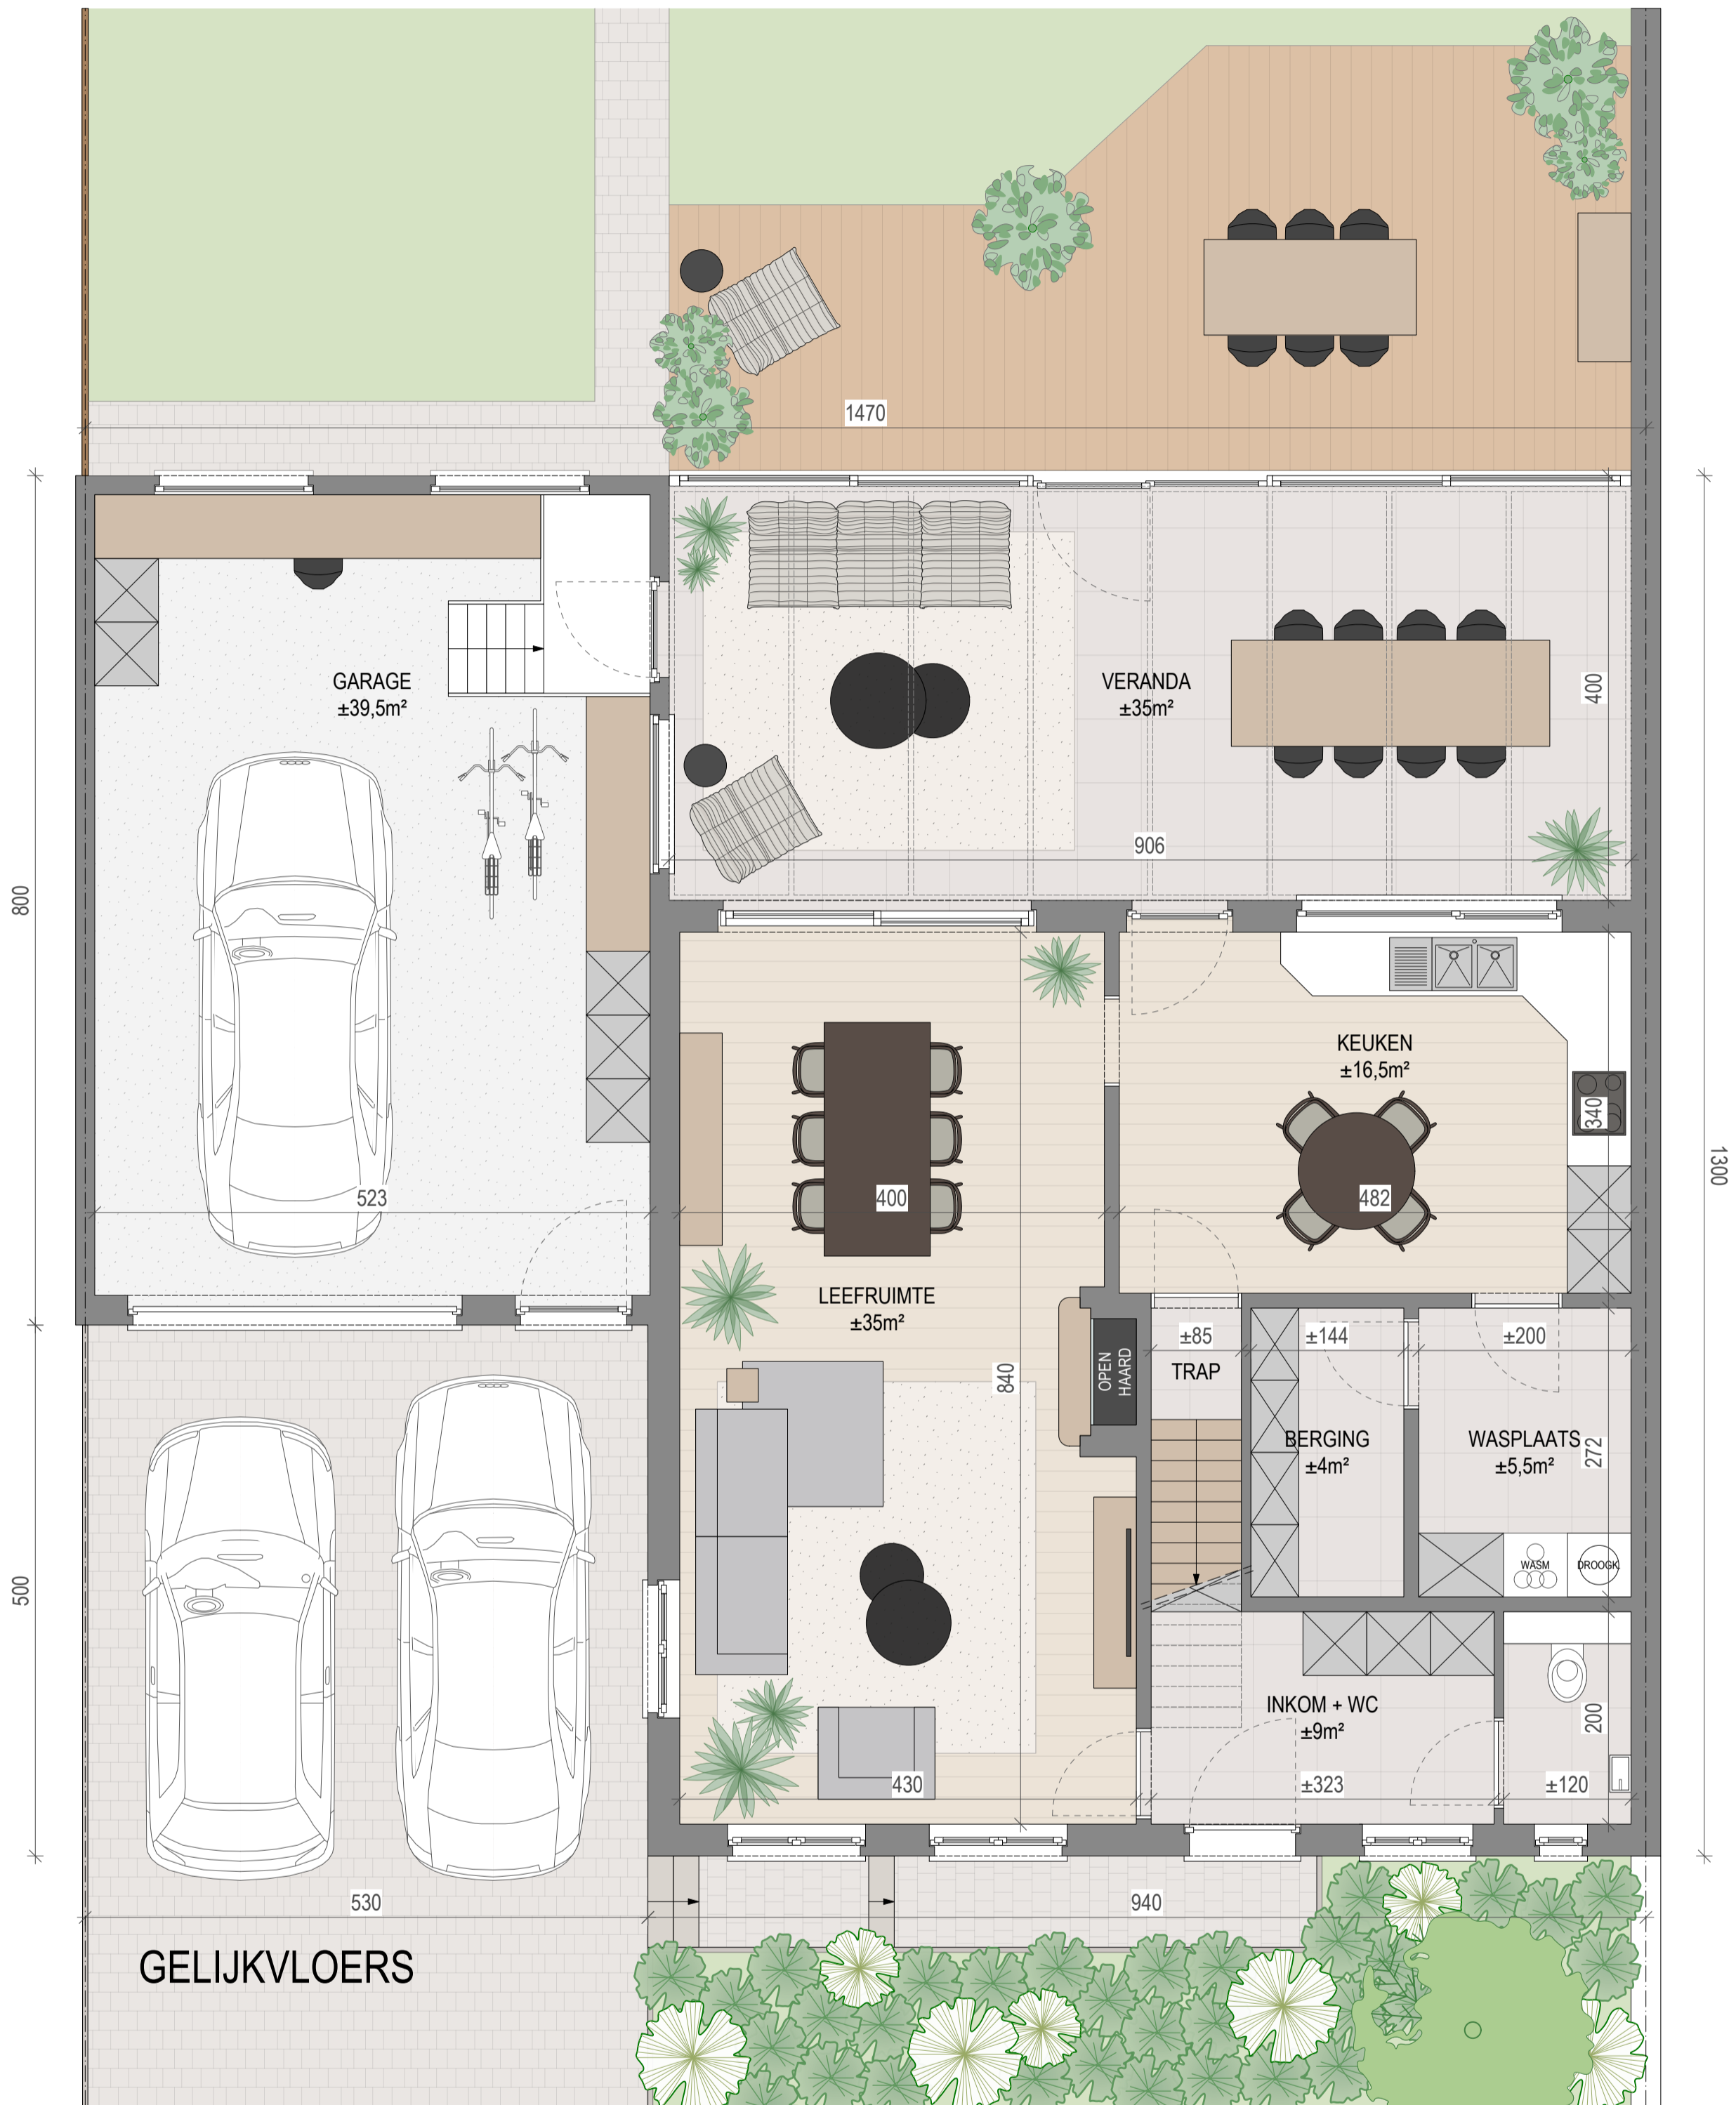 1470
GARAGE
±39,5m²
VERANDA
±35m²
400
906
800
KEUKEN
±16,5m²
340
1300
523
400
482
LEEFRUIMTE
±35m²
OPEN
HAARD
±85
TRAP
±144
±200
840
BERGING
±4m²
WASPLAATS
±5,5m²
272
WASM
DROOGK
500
INKOM + WC
±9m²
200
430
±323
±120
530
940
GELIJKVLOERS